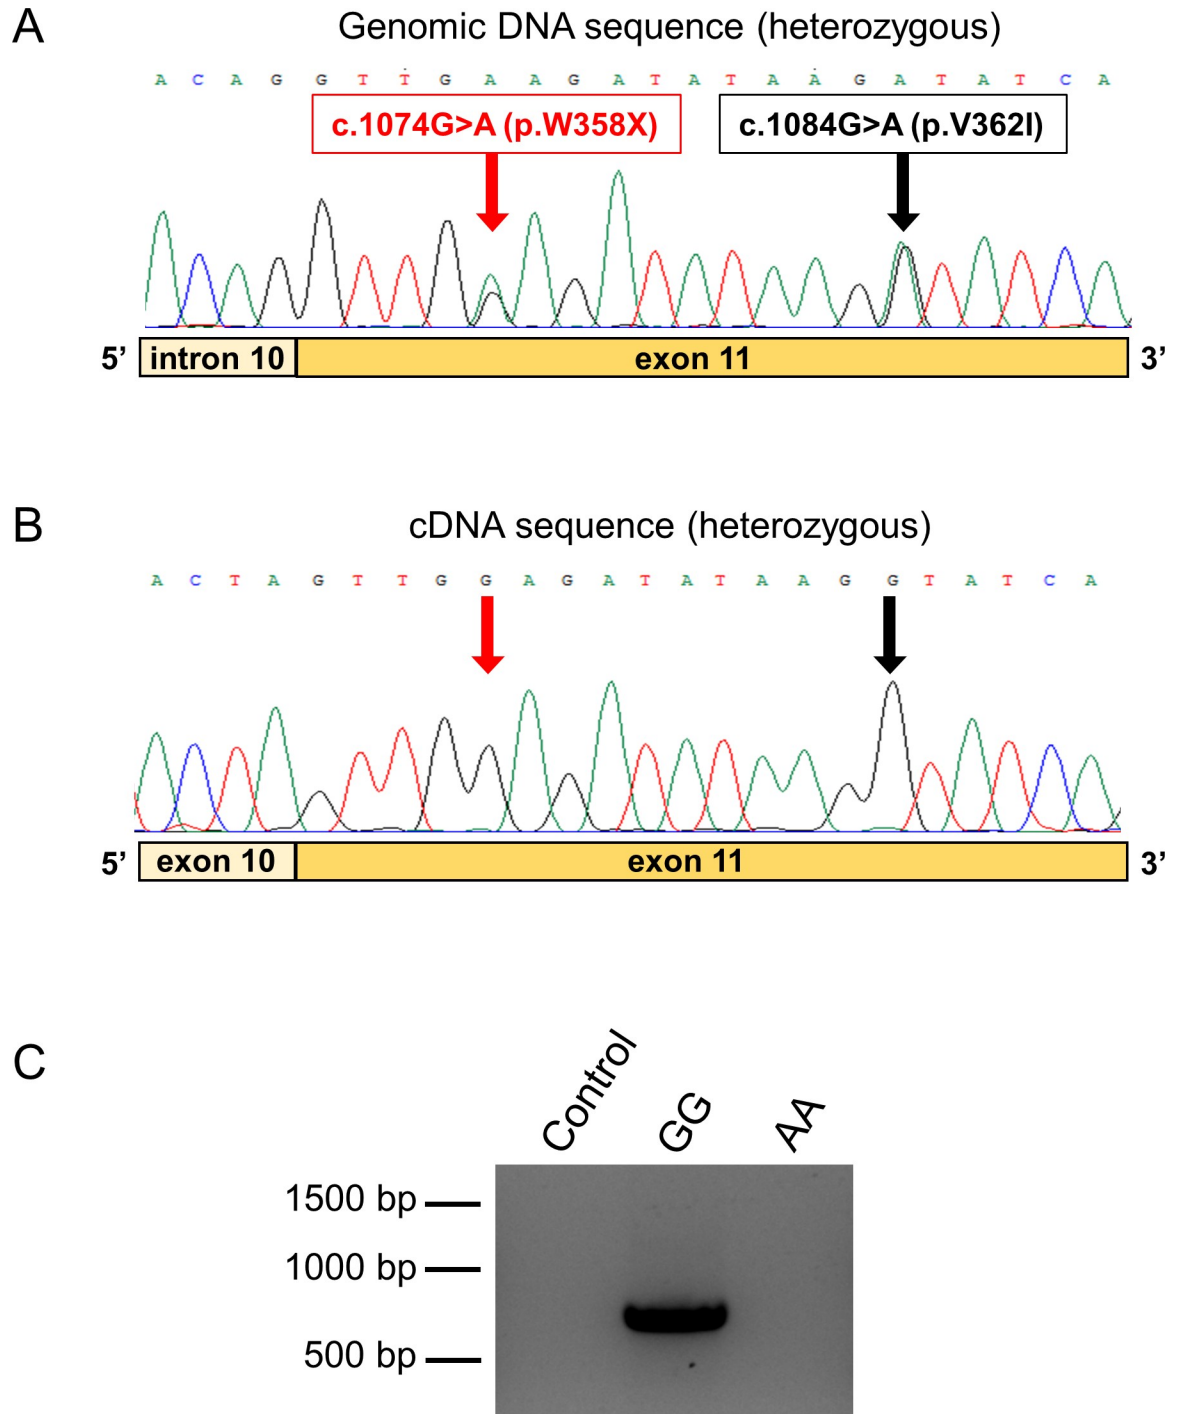 A
Genomic DNA sequence (heterozygous)
A C A G G T T G A A G A T A T A A G A T A T C A
c.1074G>A (p.W358X)
c.1084G>A (p.V362I)
5’ intron 10 exon 11 3’
B
cDNA sequence (heterozygous)
A C T A G T T G G A G A T A T A A G G T A T C A
5’ exon 10 exon 11 3’
C
Control GG AA
1500 bp
1000 bp
500 bp